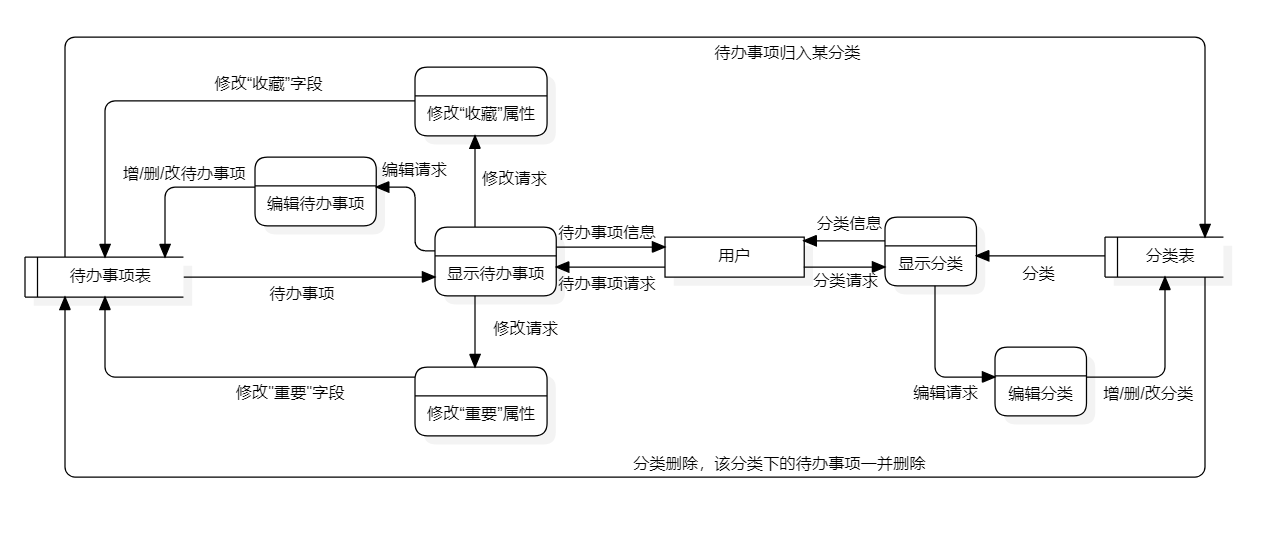 待办事项归入某分类
修改“收藏”字段
修改“收藏”属性
增/删/改待办事项
编辑请求
修改请求
编辑待办事项
待办事项信息
分类信息
待办事项表
显示待办事项
用户
显示分类
分类表
待办事项
待办事项请求
分类请求
分类
修改请求
修改"重要"字段
修改“重要”属性
编辑请求
编辑分类
增/删/改分类
分类删除，该分类下的待办事项一并删除